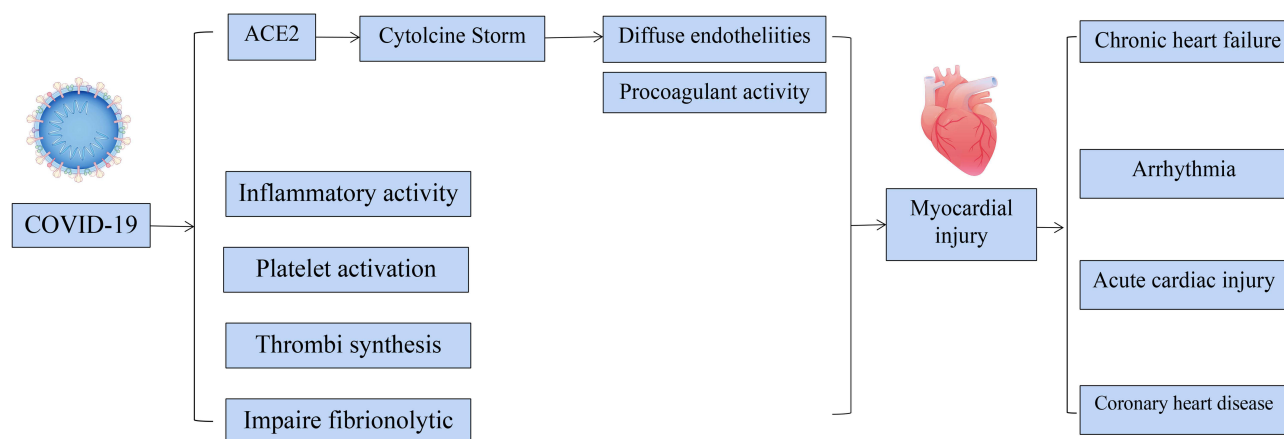 ACE2
Cytolcine Storm
Diffuse endotheliities
Procoagulant activity
COVID-19
Inflammatory activity
Platelet activation
Thrombi synthesis
Impaire fibrionolytic
Myocardial
injury
Chronic heart failure
Arrhythmia
Acute cardiac injury
Coronary heart disease